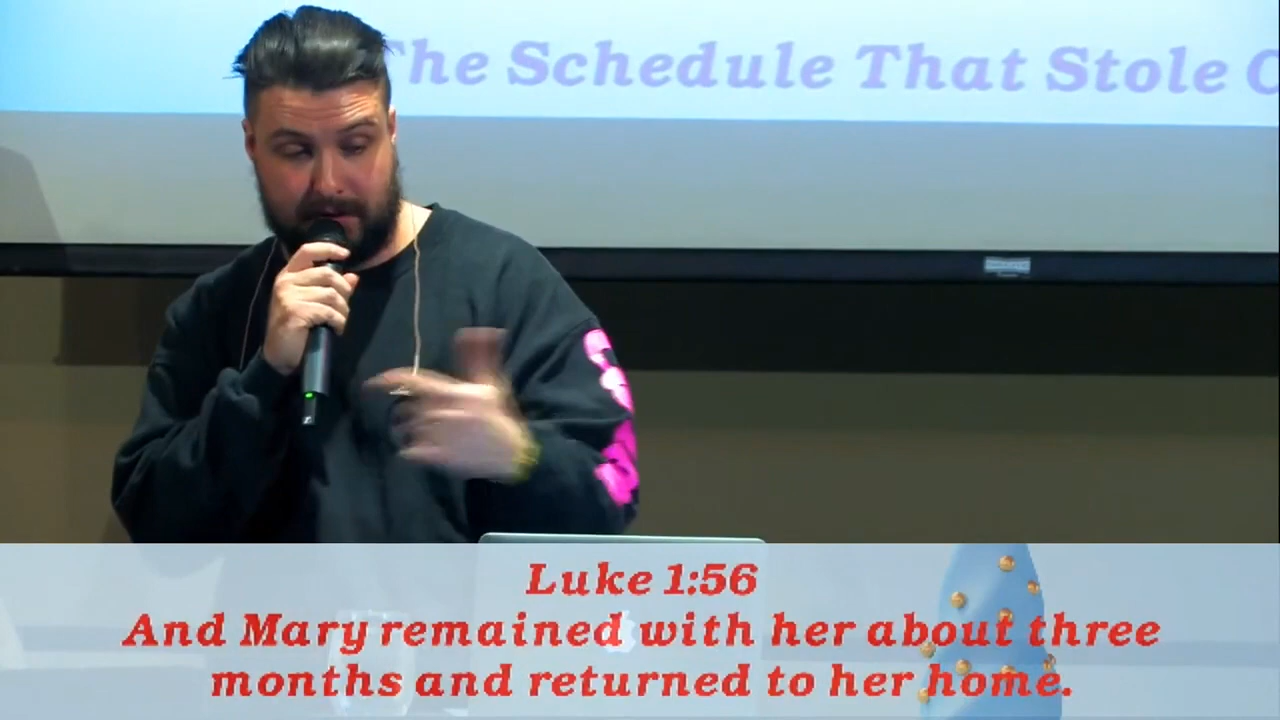 The Schedule That Stole C
Luke 1:56
And Mary remained with her about three
months and returned to her home.